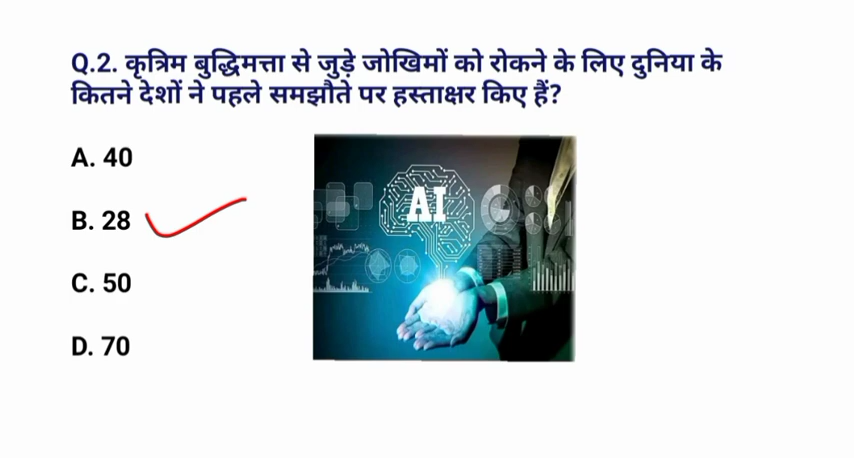 Q.2. कृत्रिम बुद्धिमत्ता से जुड़े जोखिमों को रोकने के लिए दुनिया के
कितने देशों ने पहले समझौते पर हस्ताक्षर किए हैं?
A. 40
B. 28
C. 50
D. 70
AI